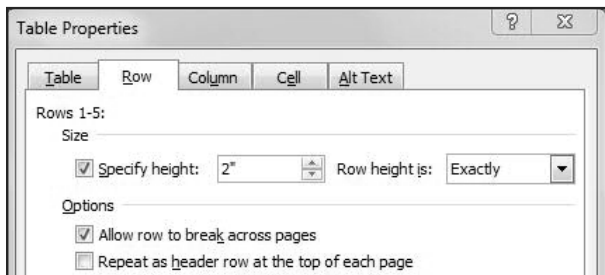 Table Properties
Table Row Column Cell Alt Text
Rows 1-5:
Size
Specify height: 2" Row height is: Exactly
Options
Allow row to break across pages
Repeat as header row at the top of each page